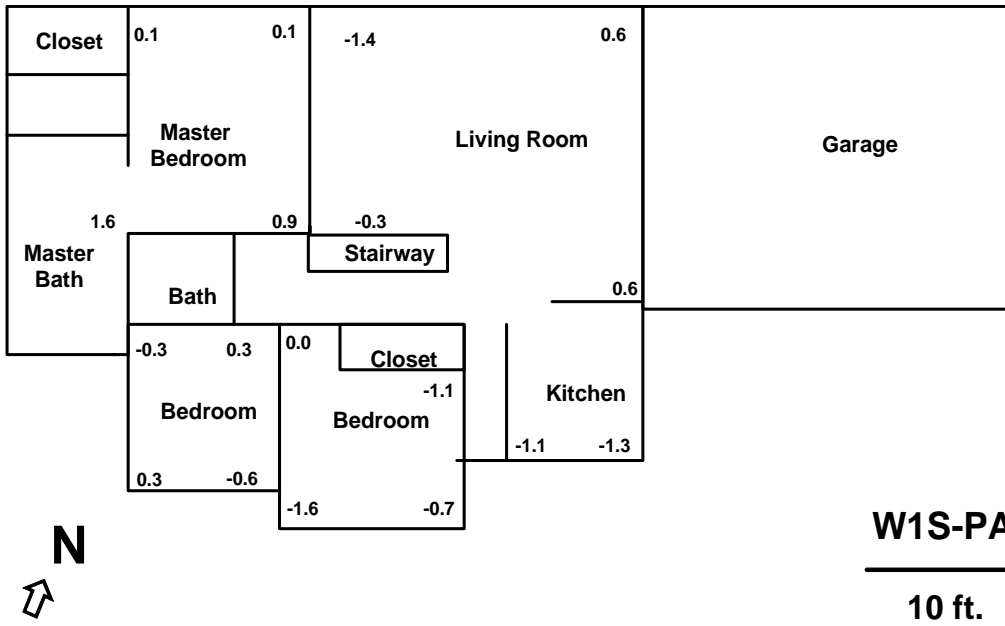 Closet
0.1
0.1
-1.4
0.6
Master
Bedroom
Living Room
Garage
1.6
0.9
-0.3
Master
Bath
Stairway
Bath
0.6
-0.3
0.3
0.0
Closet
-1.1
Bedroom
Bedroom
Kitchen
-1.1
-1.3
0.3
-0.6
-1.6
-0.7
N
W1S-PA
10 ft.